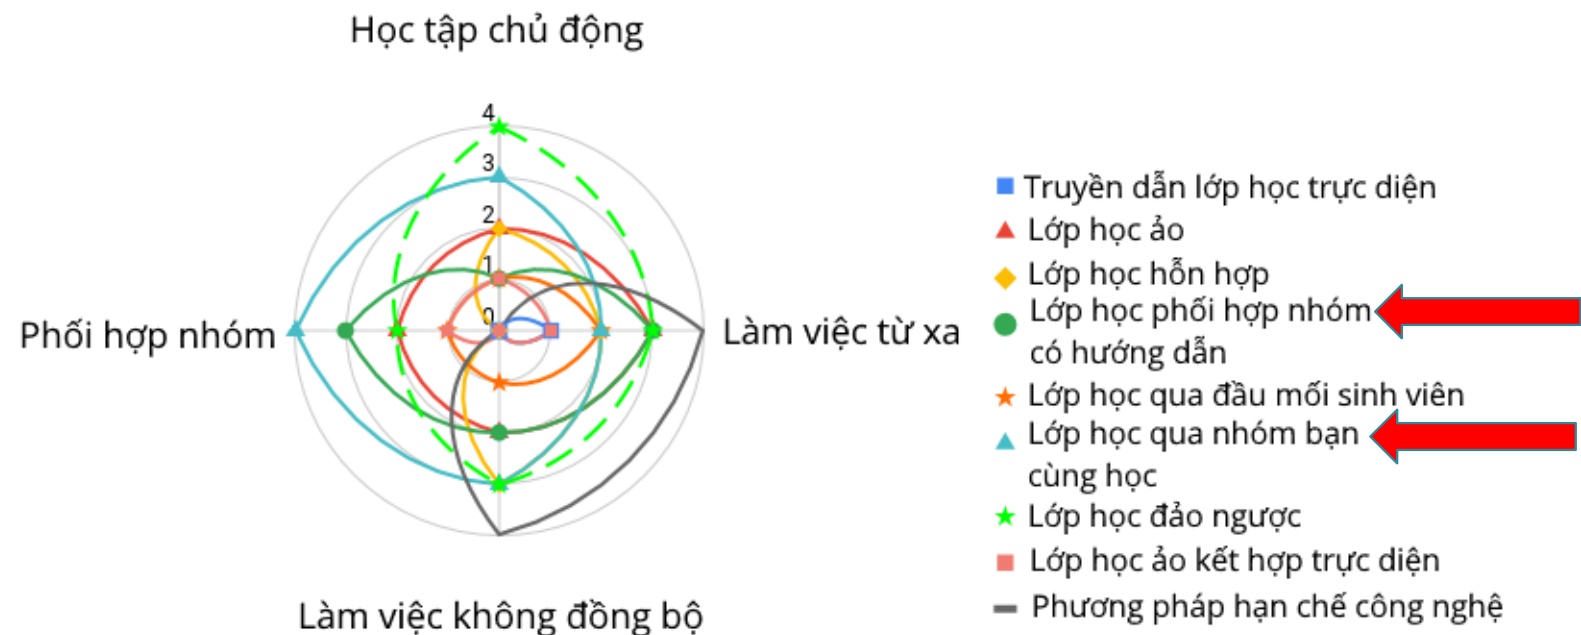 Học tập chủ động
4
3
2
1
0
Phối hợp nhóm
Làm việc từ xa
Làm việc không đồng bộ
Truyền dẫn lớp học trực diện
Lớp học ảo
Lớp học hỗn hợp
Lớp học phối hợp nhóm
có hướng dẫn
Lớp học qua đầu mối sinh viên
Lớp học qua nhóm bạn
cùng học
Lớp học đảo ngược
Lớp học ảo kết hợp trực diện
Phương pháp hạn chế công nghệ